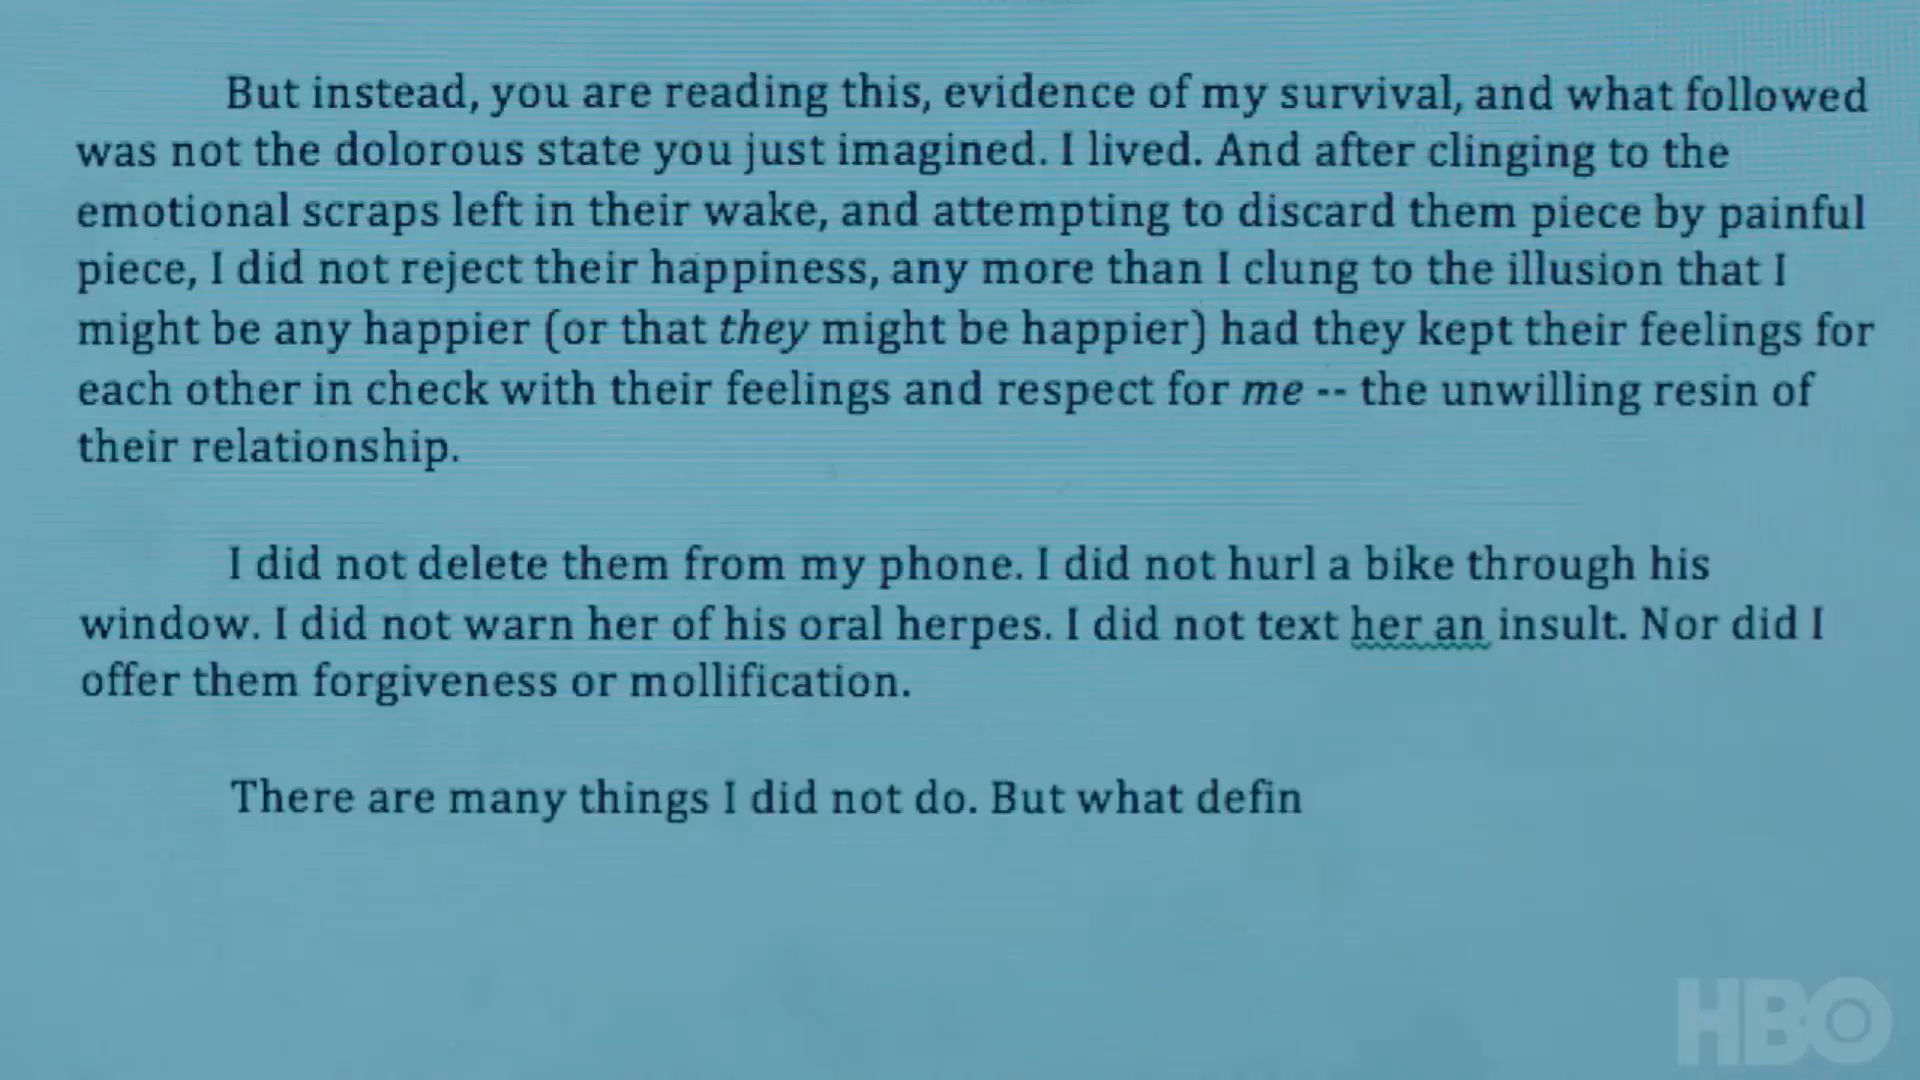 But instead, you are reading this, evidence of my survival, and what followed
was not the dolorous state you just imagined. I lived. And after clinging to the
emotional scraps left in their wake, and attempting to discard them piece by painful
piece, I did not reject their happiness, any more than I clung to the illusion that I
might be any happier (or that they might be happier) had they kept their feelings for
each other in check with their feelings and respect for me -- the unwilling resin of
their relationship.
I did not delete them from my phone. I did not hurl a bike through his
window. I did not warn her of his oral herpes. I did not text her an insult. Nor did I
offer them forgiveness or mollification.
There are many things I did not do. But what defin
HBO